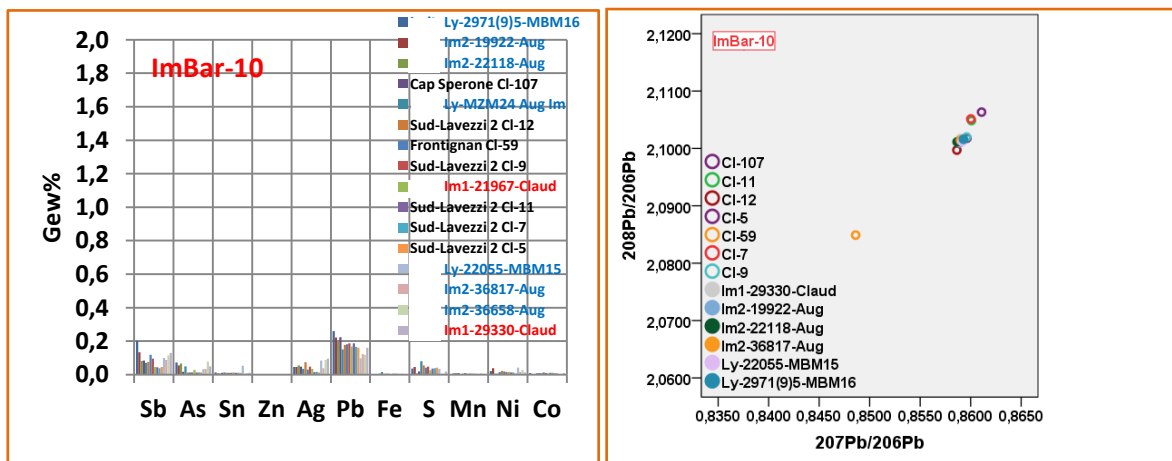 ImBar-10
Gew%
2,0
1,8
1,6
1,4
1,2
1,0
0,8
0,6
0,4
0,2
0,0
Sb As Sn Zn Ag Pb Fe S Mn Ni Co
Ly-2971(9)5-MBM16
Im2-19922-Aug
Im2-22118-Aug
Cap Sperone Cl-107
Ly-MZM24 Aug Im
Sud-Lavezzi 2 Cl-12
Frontignan Cl-59
Sud-Lavezzi 2 Cl-9
Im1-21967-Claud
Sud-Lavezzi 2 Cl-11
Sud-Lavezzi 2 Cl-7
Sud-Lavezzi 2 Cl-5
Ly-22055-MBM15
Im2-36817-Aug
Im2-36658-Aug
Im1-29330-Claud
ImBar-10
208Pb/206Pb
2,1200
2,1100
2,1000
2,0900
2,0800
2,0700
2,0600
Cl-107
Cl-11
Cl-12
Cl-5
Cl-59
Cl-7
Cl-9
Im1-29330-Claud
Im2-19922-Aug
Im2-22118-Aug
Im2-36817-Aug
Ly-22055-MBM15
Ly-2971(9)5-MBM16
0,8350 0,8400 0,8450 0,8500 0,8550 0,8600 0,8650
207Pb/206Pb